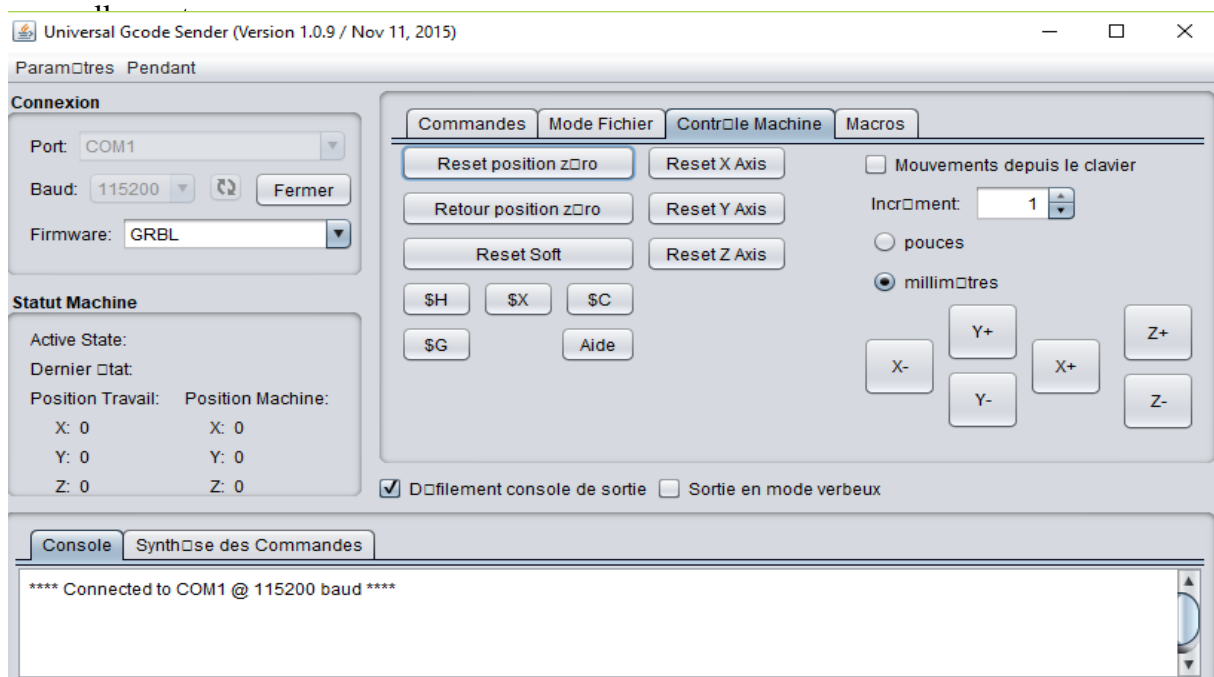 Universal Gcode Sender (Version 1.0.9 / Nov 11, 2015)
Param□tres Pendant
Connexion
Port: COM1
Baud: 115200 Fermer
Firmware: GRBL
Statut Machine
Active State:
Dernier □tat:
Position Travail: Position Machine:
X: 0 X: 0
Y: 0 Y: 0
Z: 0 Z: 0
Commandes Mode Fichier Contr□le Machine Macros
Reset position z□ro Reset X Axis
Retour position z□ro Reset Y Axis
Reset Soft Reset Z Axis
$H $X $C
$G Aide
Mouvements depuis le clavier
Incr□ment: 1
pouces
millim□tres
Y+ Z+
X- X+
Y- Z-
D□filement console de sortie Sortie en mode verbeux
Console Synth□se des Commandes
**** Connected to COM1 @ 115200 baud ****